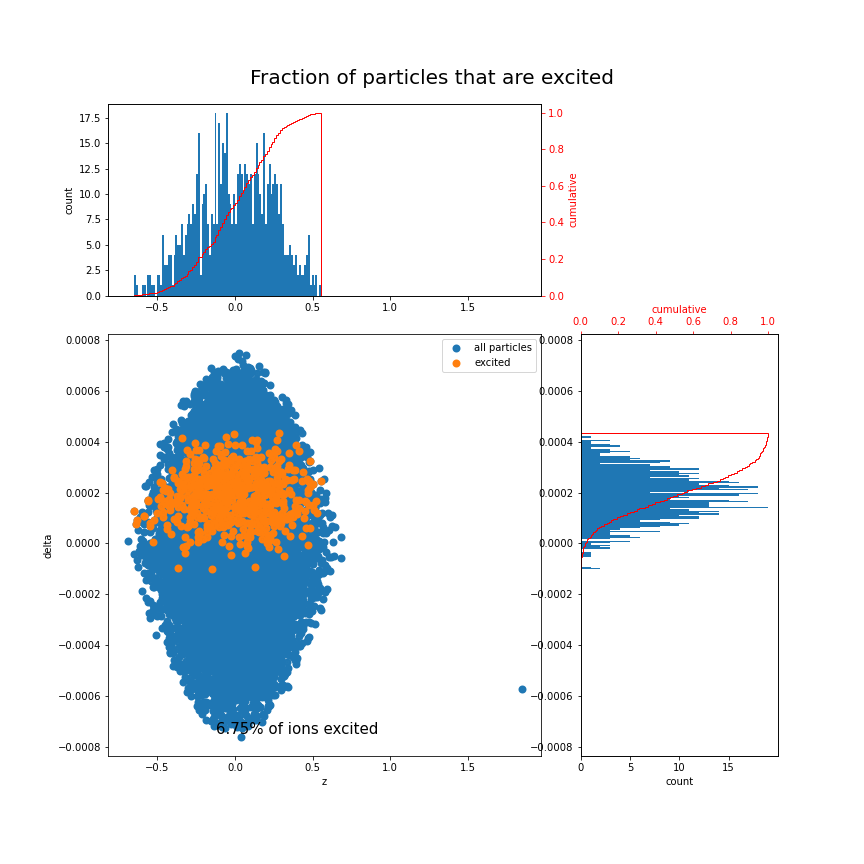 Fraction of particles that are excited
17.5
15.0
12.5
10.0
7.5
5.0
2.5
0.0
count
−0.5 0.0 0.5 1.0 1.5
1.0
0.8
0.6
0.4
0.2
0.0
cumulative
cumulative
0.0 0.2 0.4 0.6 0.8 1.0
0.0008
0.0006
0.0004
0.0002
0.0000
−0.0002
−0.0004
−0.0006
−0.0008
delta
all particles
excited
6.75% of ions excited
−0.5 0.0 0.5 1.0 1.5
z
0.0008
0.0006
0.0004
0.0002
0.0000
−0.0002
−0.0004
−0.0006
−0.0008
0 5 10 15
count